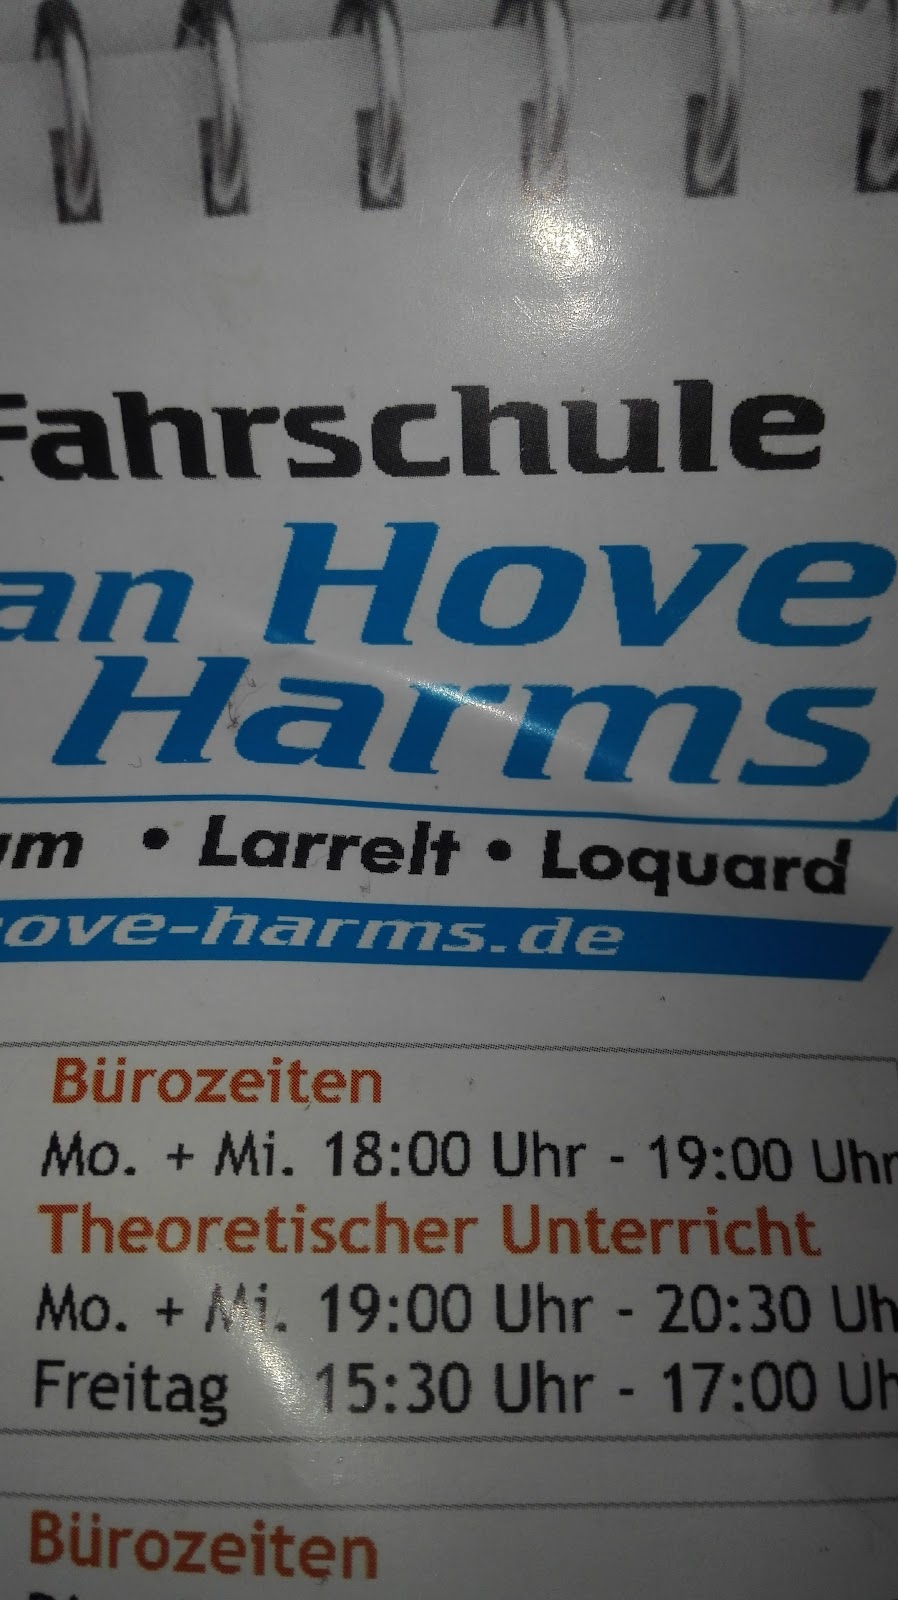 Fahrschule
an Hove
Harms
um • Larrelt • Loquard
ove-harms.de
Bürozeiten
Mo. + Mi. 18:00 Uhr - 19:00 Uhr
Theoretischer Unterricht
Mo. + Mi. 19:00 Uhr - 20:30 Uh
Freitag 15:30 Uhr - 17:00 Uh
Bürozeiten